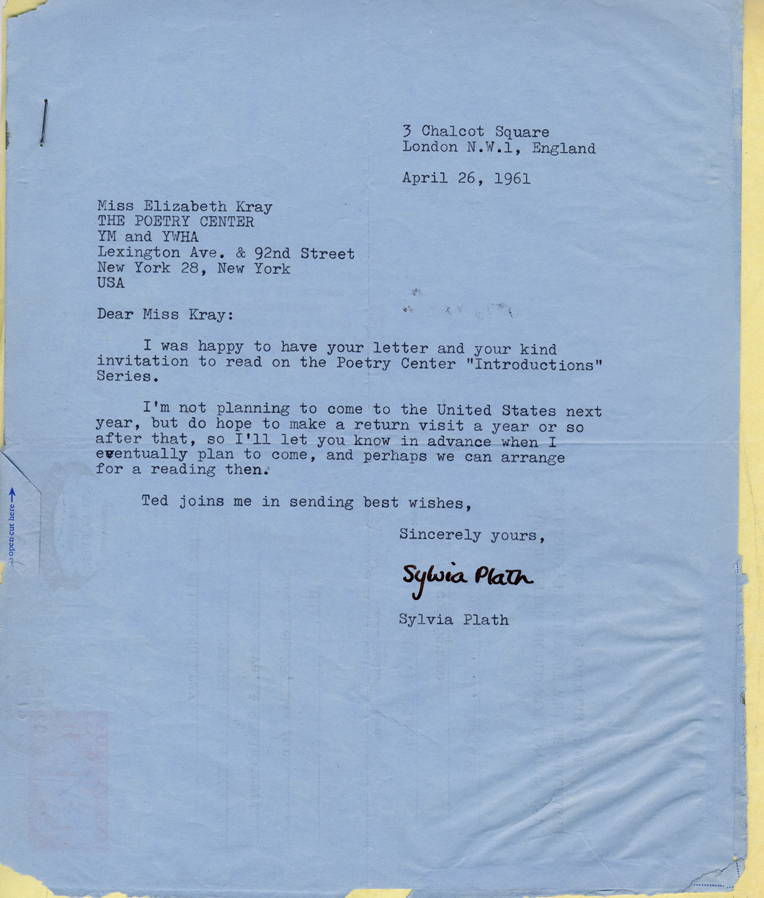 3 Chalcot Square
London N.W.1, England
April 26, 1961
Miss Elizabeth Kray
THE POETRY CENTER
YM and YWHA
Lexington Ave. & 92nd Street
New York 28, New York
USA
Dear Miss Kray:
I was happy to have your letter and your kind
invitation to read on the Poetry Center "Introductions"
Series.
I'm not planning to come to the United States next
year, but do hope to make a return visit a year or so
after that, so I'll let you know in advance when I
eventually plan to come, and perhaps we can arrange
for a reading then.
Ted joins me in sending best wishes,
Sincerely yours,
Sylvia Plath
Sylvia Plath
open cut here